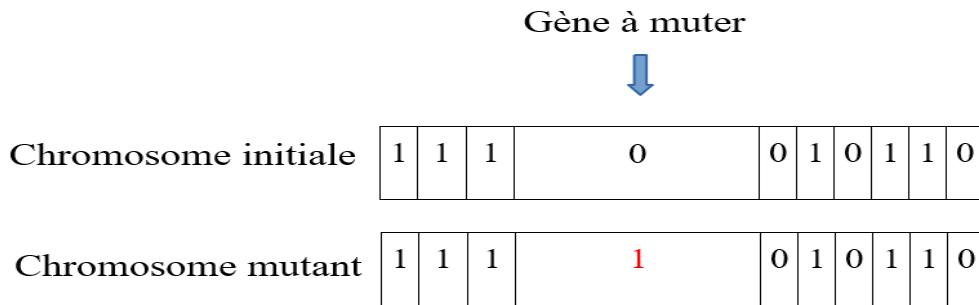 Gène à muter
Chromosome initiale 1 1 1 0 0 1 0 1 1 0
Chromosome mutant 1 1 1 1 0 1 0 1 1 0